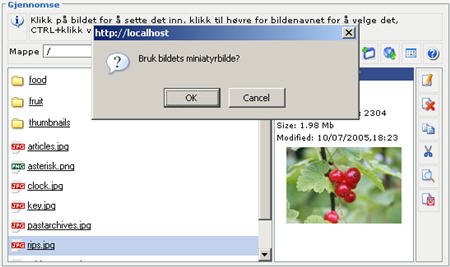 Gjennomse
Klikk på bildet for å sette det inn, klikk til høyre for bildenavnet for å velge det,
CTRL+klikk
http://localhost
Mappe /
Bruk bildets miniatyrbilde?
OK Cancel
food
fruit
thumbnails
articles.jpg
asterisk.png
clock.jpg
key.jpg
pastarchives.jpg
rips.jpg
2304
Size: 1.98 Mb
Modified: 10/07/2005,18:23